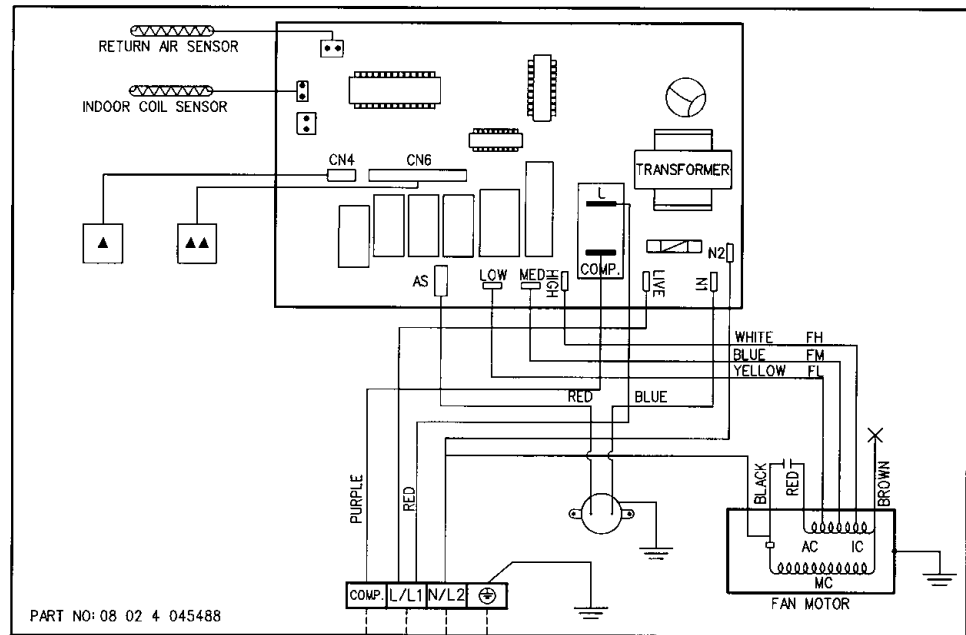 RETURN AIR SENSOR
INDOOR COIL SENSOR
CN4
CN6
TRANSFORMER
L
COMP.
N2
AS
LOW
MED
HIGH
LIVE
N1
WHITE FH
BLUE FM
YELLOW FL
RED
BLUE
PURPLE
RED
BLACK
RED
BROWN
AC
IC
MC
FAN MOTOR
COMP. L/L1 N/L2
PART NO: 08 02 4 045488